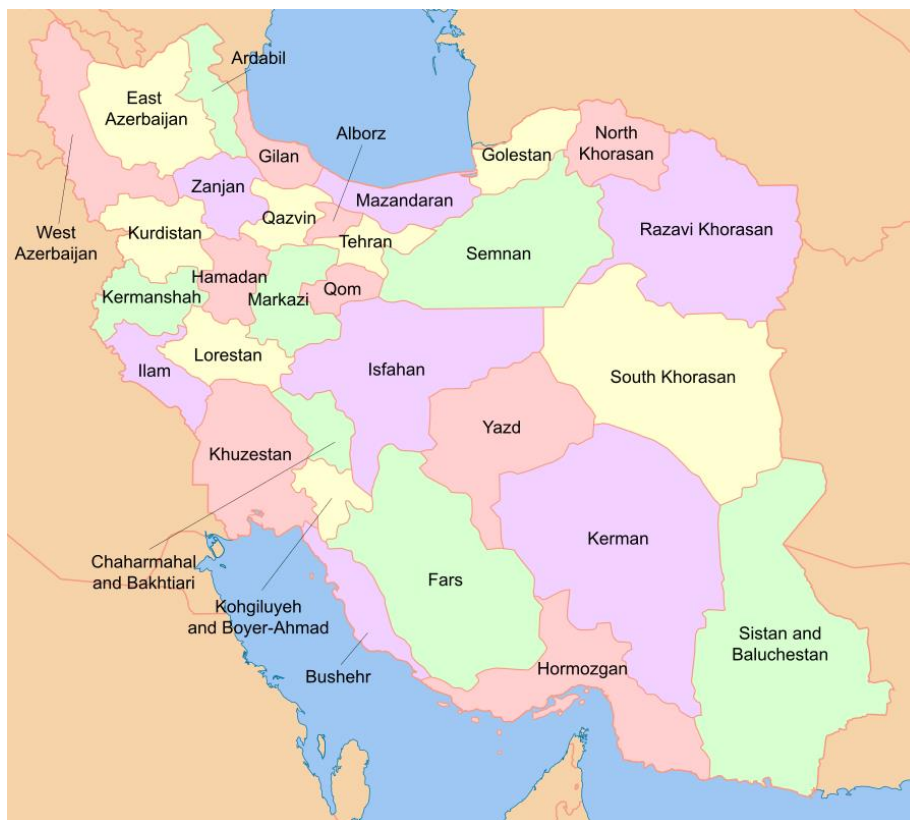 Ardabil
East
Azerbaijan
Alborz
North
Khorasan
Gilan
Golestan
Zanjan
Mazandaran
Qazvin
West
Azerbaijan
Kurdistan
Tehran
Razavi Khorasan
Semnan
Hamadan
Qom
Kermanshah
Markazi
Lorestan
Ilam
Isfahan
South Khorasan
Yazd
Khuzestan
Kerman
Chaharmahal
and Bakhtiari
Fars
Kohgiluyeh
and Boyer-Ahmad
Sistan and
Baluchestan
Hormozgan
Bushehr